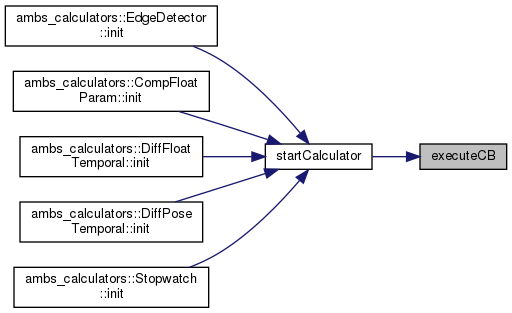 ambs_calculators::EdgeDetector
::init
ambs_calculators::CompFloat
Param::init
ambs_calculators::DiffFloat
Temporal::init
startCalculator
executeCB
ambs_calculators::DiffPose
Temporal::init
ambs_calculators::Stopwatch
::init